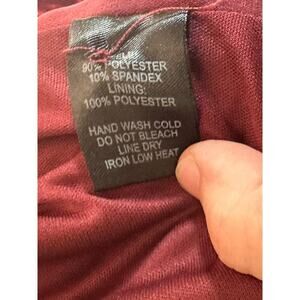 90% POLYESTER
10% SPANDEX
LINING:
100% POLYESTER
HAND WASH COLD
DO NOT BLEACH
LINE DRY
IRON LOW HEAT